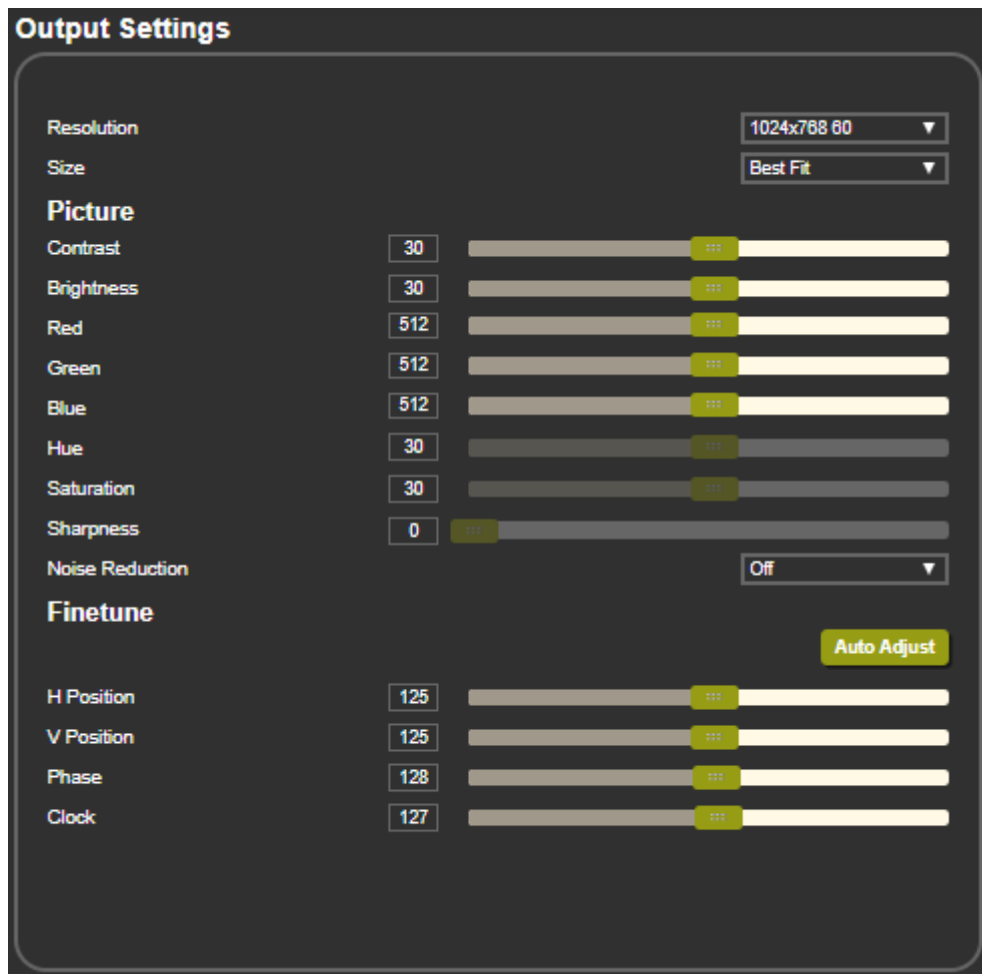 Output Settings
Resolution 1024x768 60 ▼
Size Best Fit ▼
Picture
Contrast 30
Brightness 30
Red 512
Green 512
Blue 512
Hue 30
Saturation 30
Sharpness 0
Noise Reduction Off ▼
Finetune
Auto Adjust
H Position 125
V Position 125
Phase 128
Clock 127